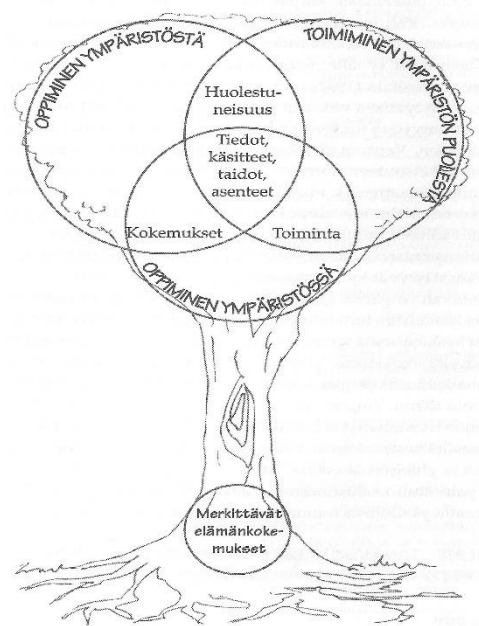 OPPIMINEN YMPÄRISTÖSTÄ
TOIMIMINEN YMPÄRISTÖN PUOLESTA
Huolestu-
neisuus
Tiedot,
käsitteet,
taidot,
asenteet
Kokemukset
Toiminta
OPPIMINEN YMPÄRISTÖSSÄ
Merkittävät
elämänkoke-
mukset